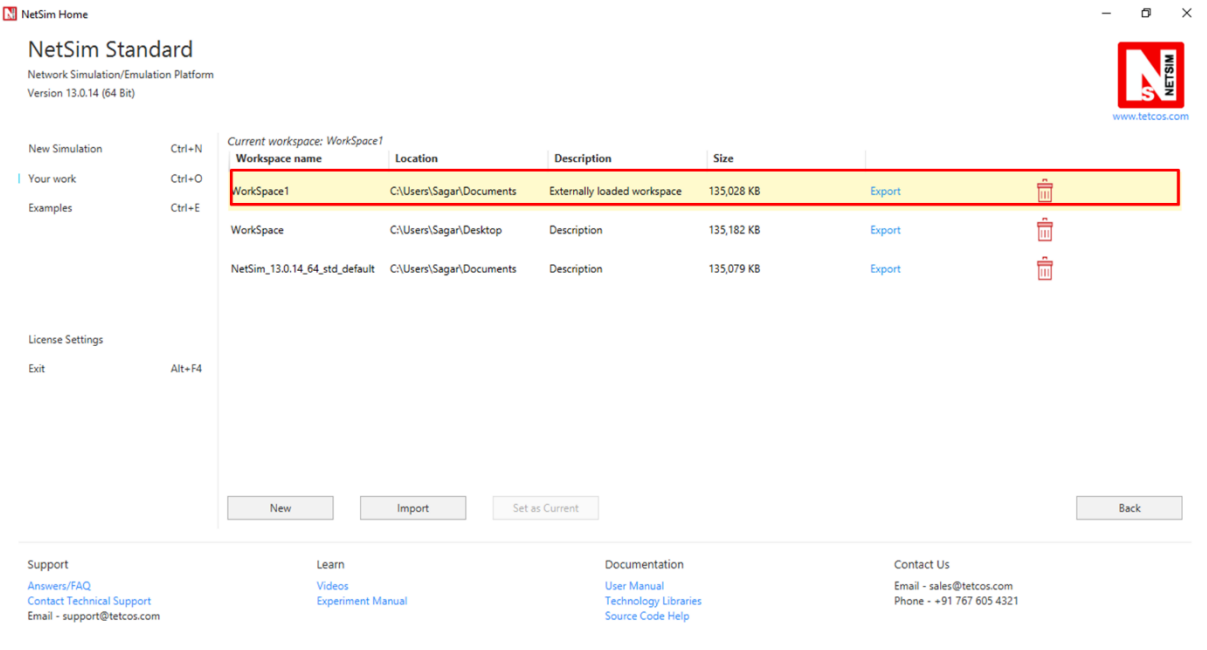 NetSim Home
NetSim Standard
Network Simulation/Emulation Platform
Version 13.0.14 (64 Bit)
NS NETSIM
www.tetcos.com
New Simulation Ctrl+N
Your work Ctrl+O
Examples Ctrl+E
License Settings
Exit Alt+F4
Current workspace: WorkSpace1
Workspace name Location Description Size
WorkSpace1 C:\Users\Sagar\Documents Externally loaded workspace 135,028 KB Export
WorkSpace C:\Users\Sagar\Desktop Description 135,182 KB Export
NetSim_13.0.14_64_std_default C:\Users\Sagar\Documents Description 135,079 KB Export
New Import Set as Current Back
Support
Answers/FAQ
Contact Technical Support
Email - support@tetcos.com
Learn
Videos
Experiment Manual
Documentation
User Manual
Technology Libraries
Source Code Help
Contact Us
Email - sales@tetcos.com
Phone - +91 767 605 4321